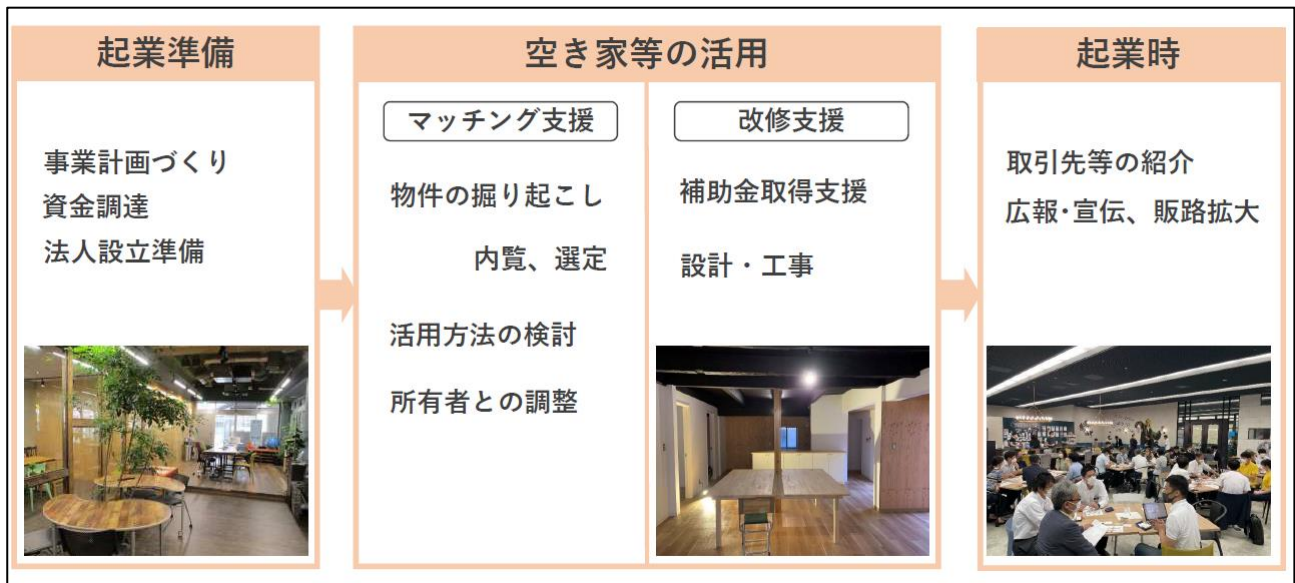 起業準備
事業計画づくり
資金調達
法人設立準備
空き家等の活用
マッチング支援
物件の掘り起こし
内覧、選定
活用方法の検討
所有者との調整
改修支援
補助金取得支援
設計・工事
起業時
取引先等の紹介
広報・宣伝、販路拡大